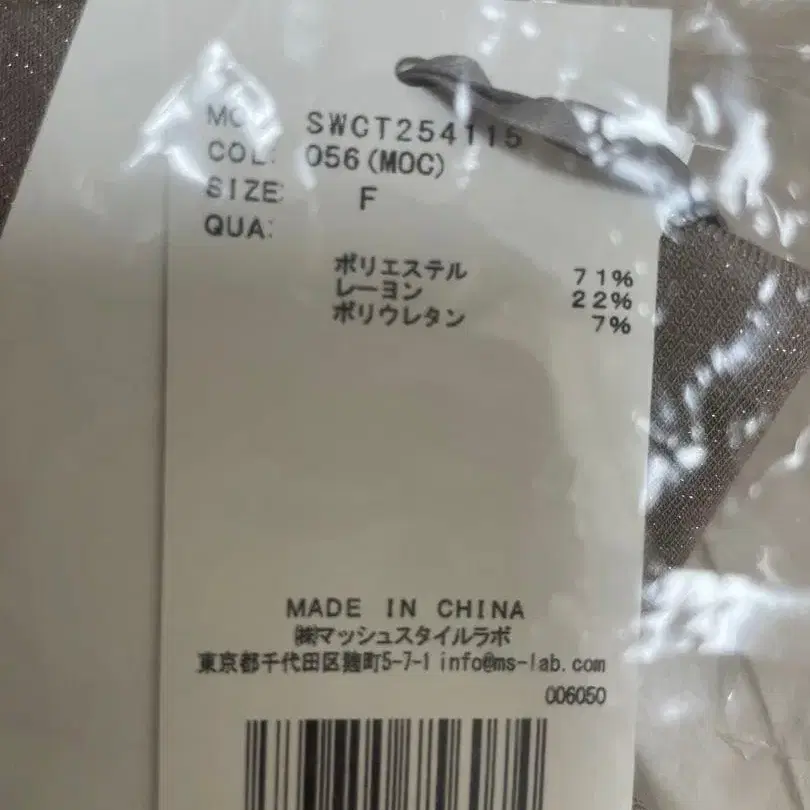 SWCT254115
COL: 056(MOC)
SIZE: F
QUA:
ポリエステル 71%
レーヨン 22%
ポリウレタン 7%
MADE IN CHINA
㈱マッシュスタイルラボ
東京都千代田区麹町5-7-1 info@ms-lab.com
006050